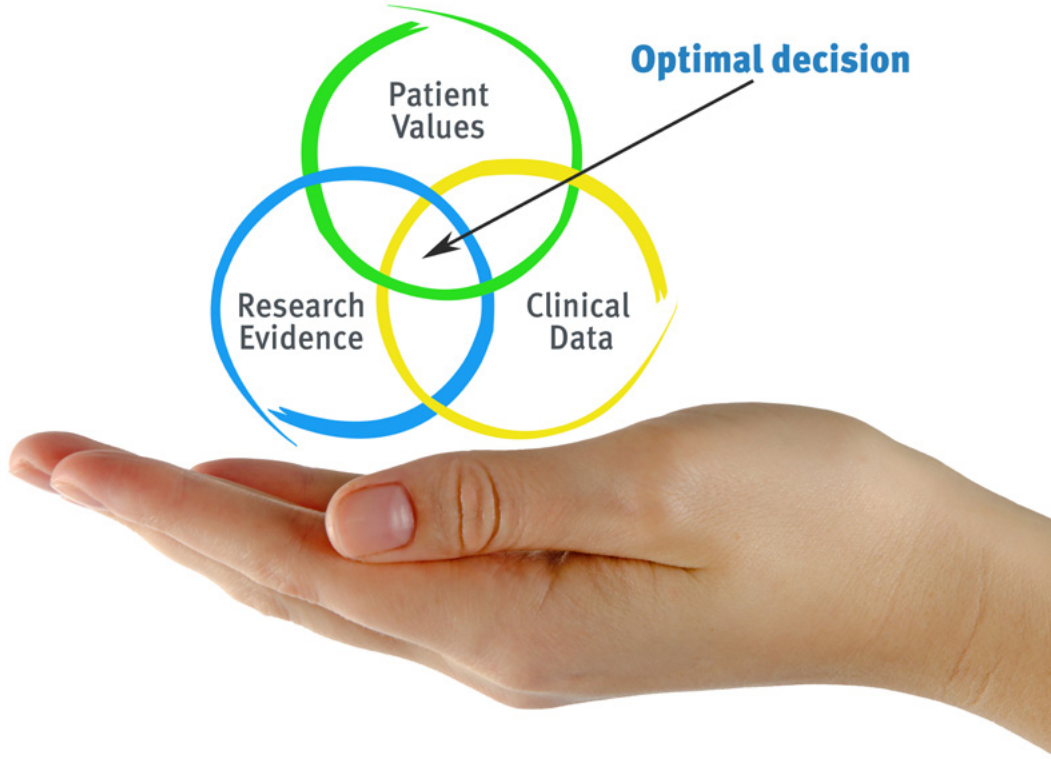 Optimal decision
Patient
Values
Research
Evidence
Clinical
Data